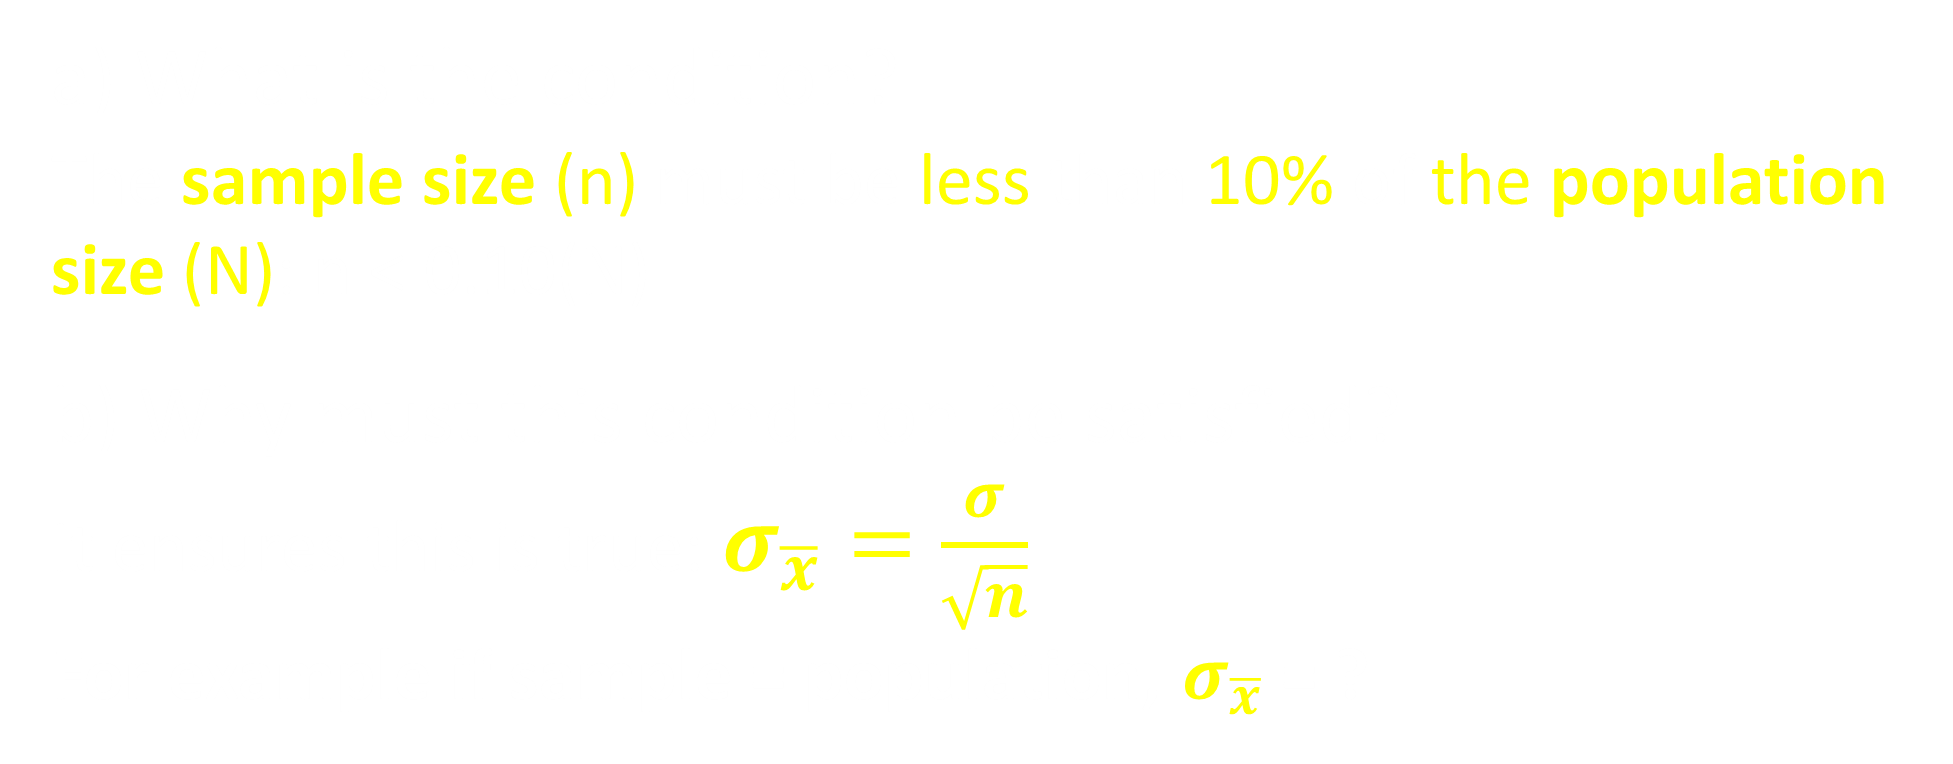 sample size (n) less 10% the population
size (N)
σx̅ = σ/√n
σx̅